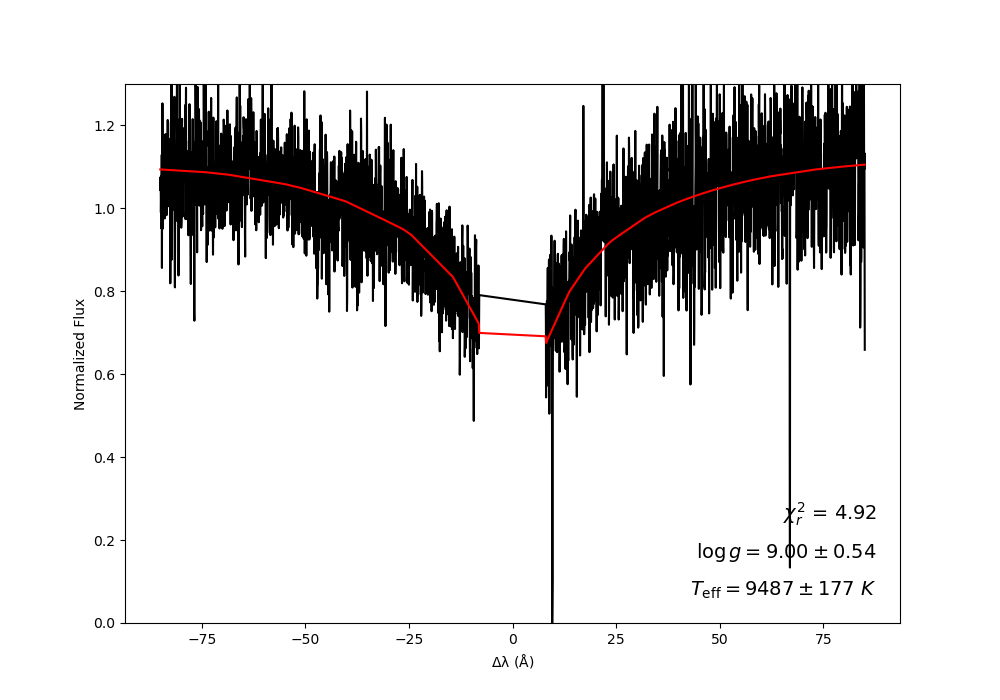 1.2
1.0
0.8
0.6
0.4
0.2
0.0
Normalized Flux
−75
−50
−25
0
25
50
75
Δλ (Å)
χ²ᵣ = 4.92
log g = 9.00 ± 0.54
T_eff = 9487 ± 177 K